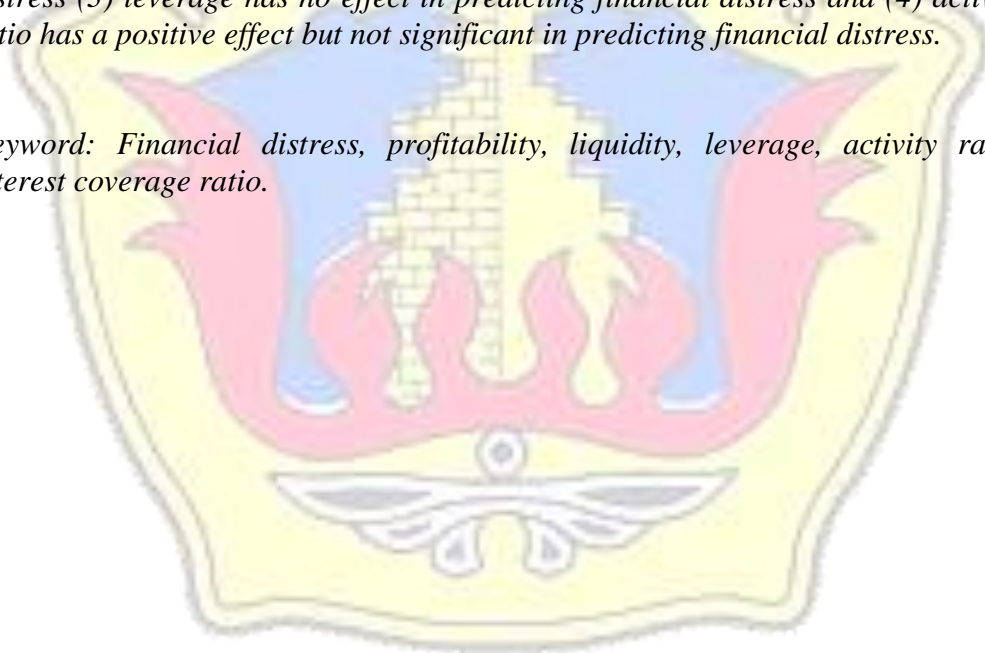 stress (3) leverage has no effect in predicting financial distress and (4) activ
tio has a positive effect but not significant in predicting financial distress.
eyword: Financial distress, profitability, liquidity, leverage, activity ra
terest coverage ratio.